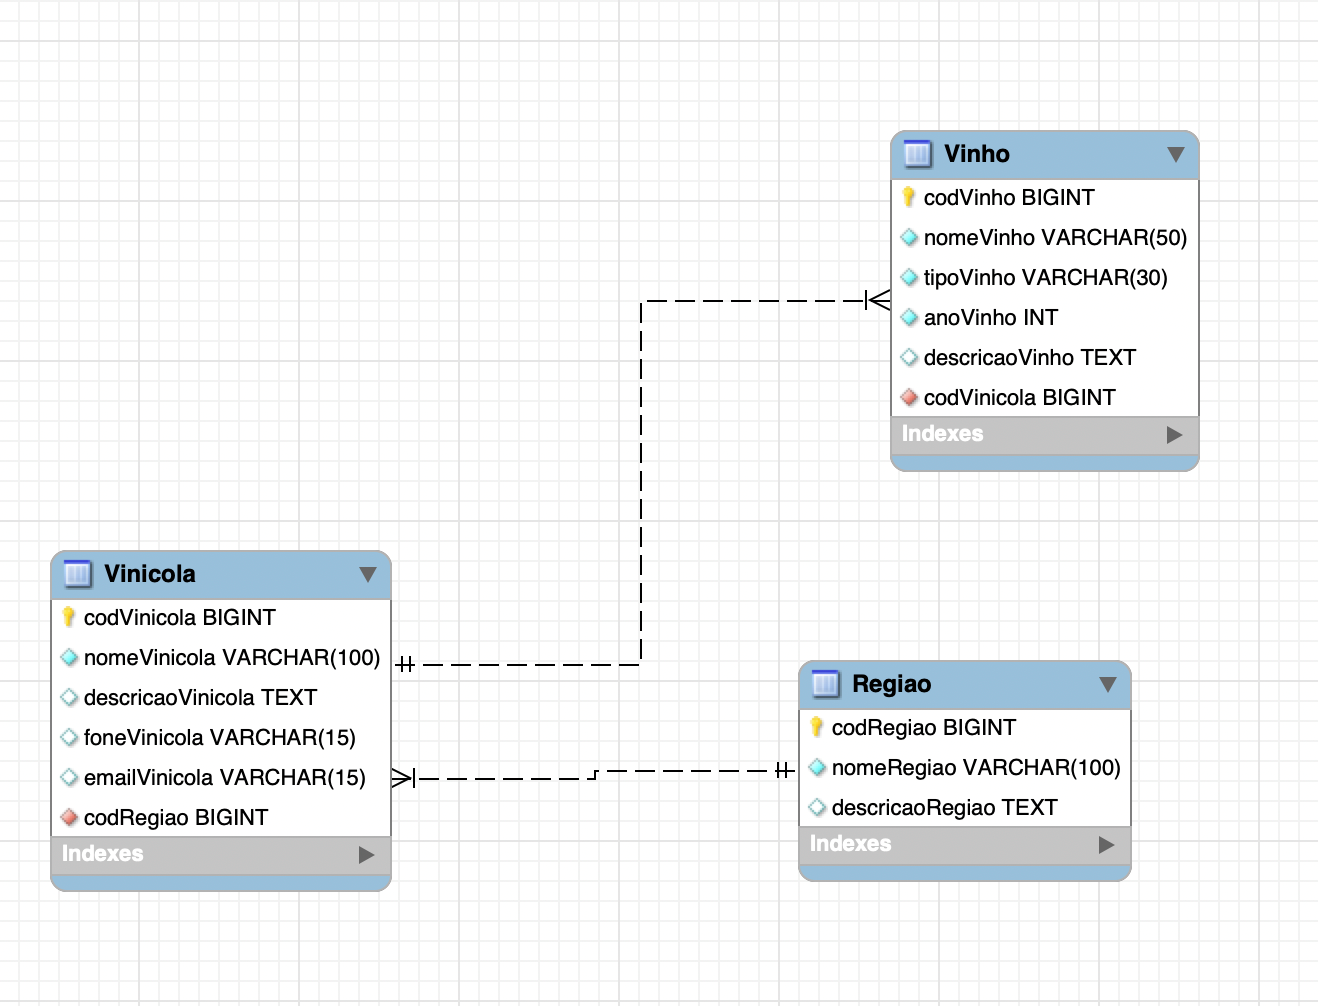 Vinho
codVinho BIGINT
nomeVinho VARCHAR(50)
tipoVinho VARCHAR(30)
anoVinho INT
descricaoVinho TEXT
codVinicola BIGINT
Indexes
Vinicola
codVinicola BIGINT
nomeVinicola VARCHAR(100)
descricaoVinicola TEXT
foneVinicola VARCHAR(15)
emailVinicola VARCHAR(15)
codRegiao BIGINT
Indexes
Regiao
codRegiao BIGINT
nomeRegiao VARCHAR(100)
descricaoRegiao TEXT
Indexes